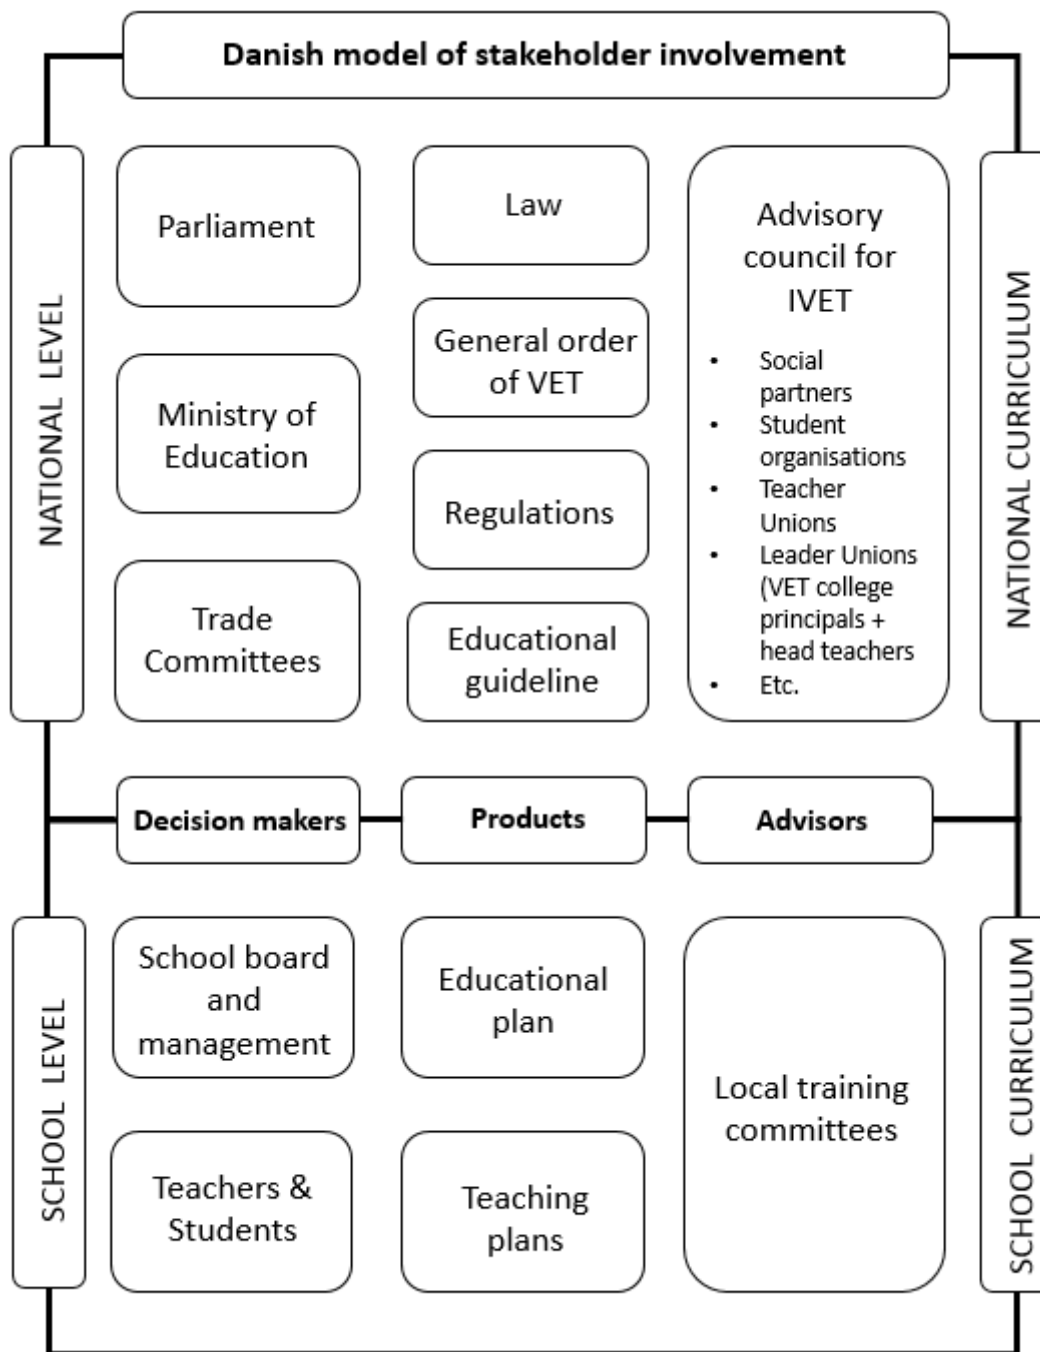 Danish model of stakeholder involvement
NATIONAL LEVEL
Parliament
Ministry of
Education
Trade
Committees
Law
General order
of VET
Regulations
Educational
guideline
Advisory
council for
IVET
• Social
partners
• Student
organisations
• Teacher
Unions
• Leader Unions
(VET college
principals +
head teachers
• Etc.
NATIONAL CURRICULUM
Decision makers
Products
Advisors
SCHOOL LEVEL
School board
and
management
Teachers &
Students
Educational
plan
Teaching
plans
Local training
committees
SCHOOL CURRICULUM